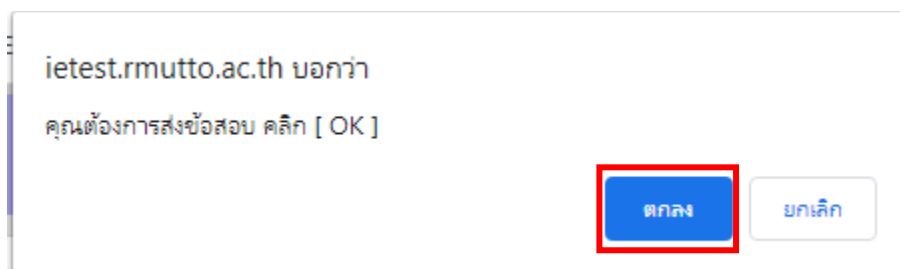 ietest.rmutto.ac.th บอกว่า
คุณต้องการส่งข้อสอบ คลิก [ OK ]
ตกลง ยกเลิก